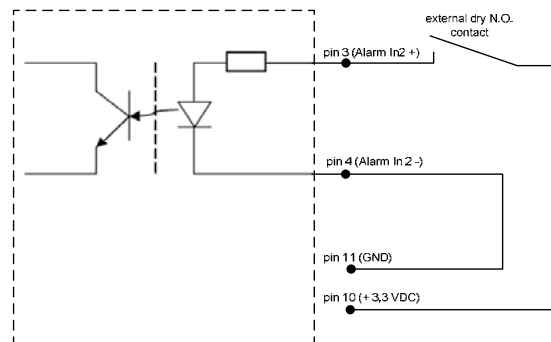 external dry N.O.
contact
pin 3 (Alarm In2 +)
pin 4 (Alarm In 2 -)
pin 11 (GND)
pin 10 (+ 3,3 VDC)